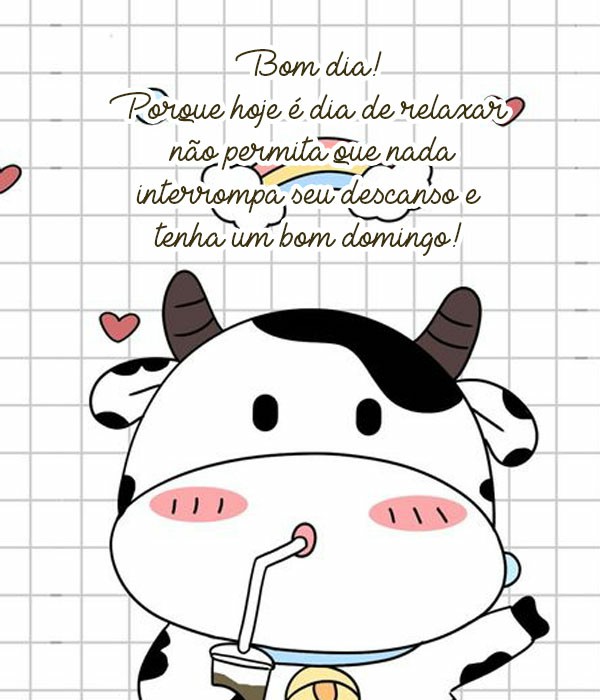 Bom dia!
Porque hoje é dia de relaxar
não permita que nada
interrompa seu descanso e
tenha um bom domingo!